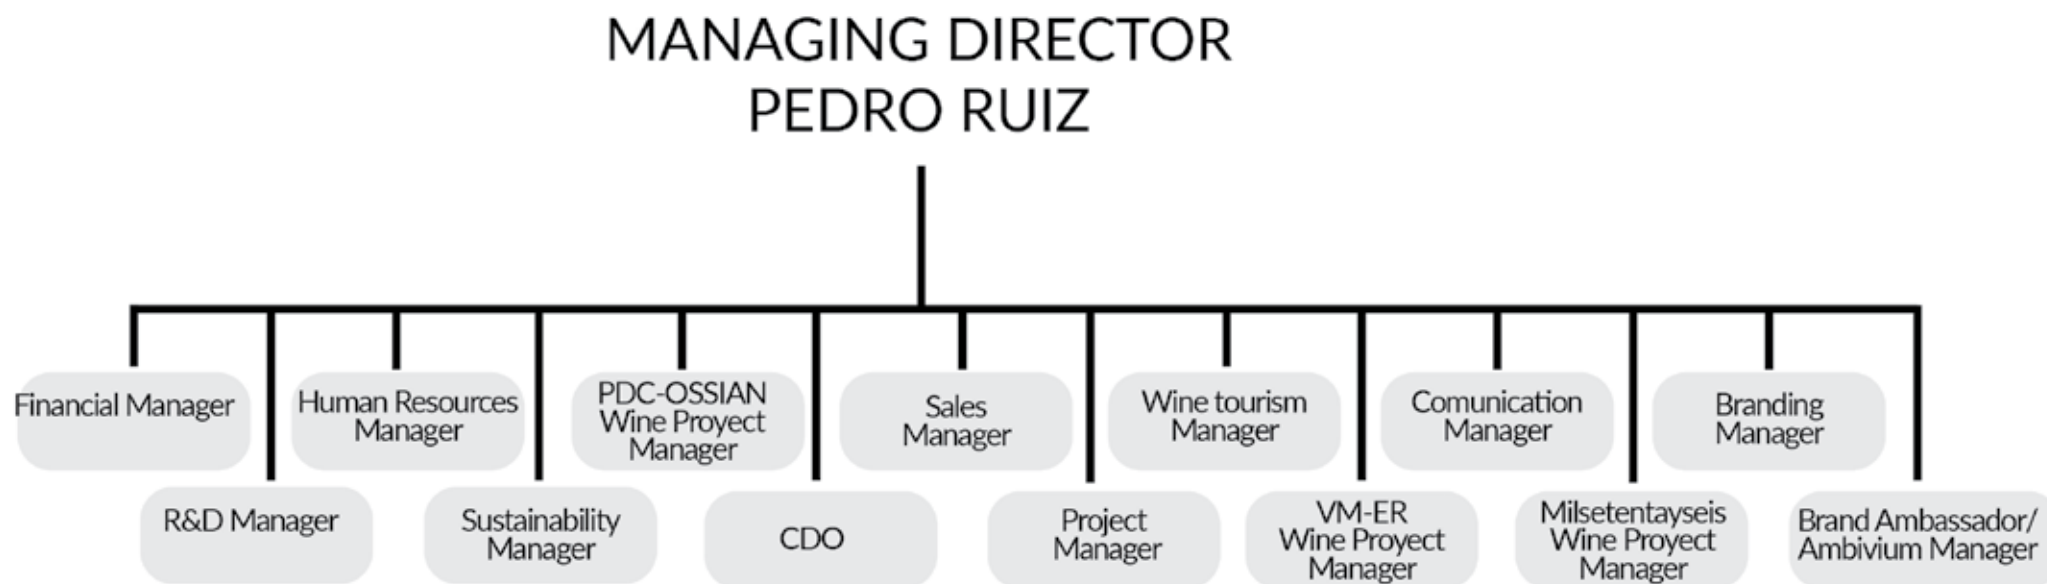 MANAGING DIRECTOR
PEDRO RUIZ
Financial Manager
Human Resources
Manager
PDC-OSSIAN
Wine Proyect
Manager
Sales
Manager
Wine tourism
Manager
Comunication
Manager
Branding
Manager
R&D Manager
Sustainability
Manager
CDO
Project
Manager
VM-ER
Wine Proyect
Manager
Milsetentayseis
Wine Proyect
Manager
Brand Ambassador/
Ambivium Manager